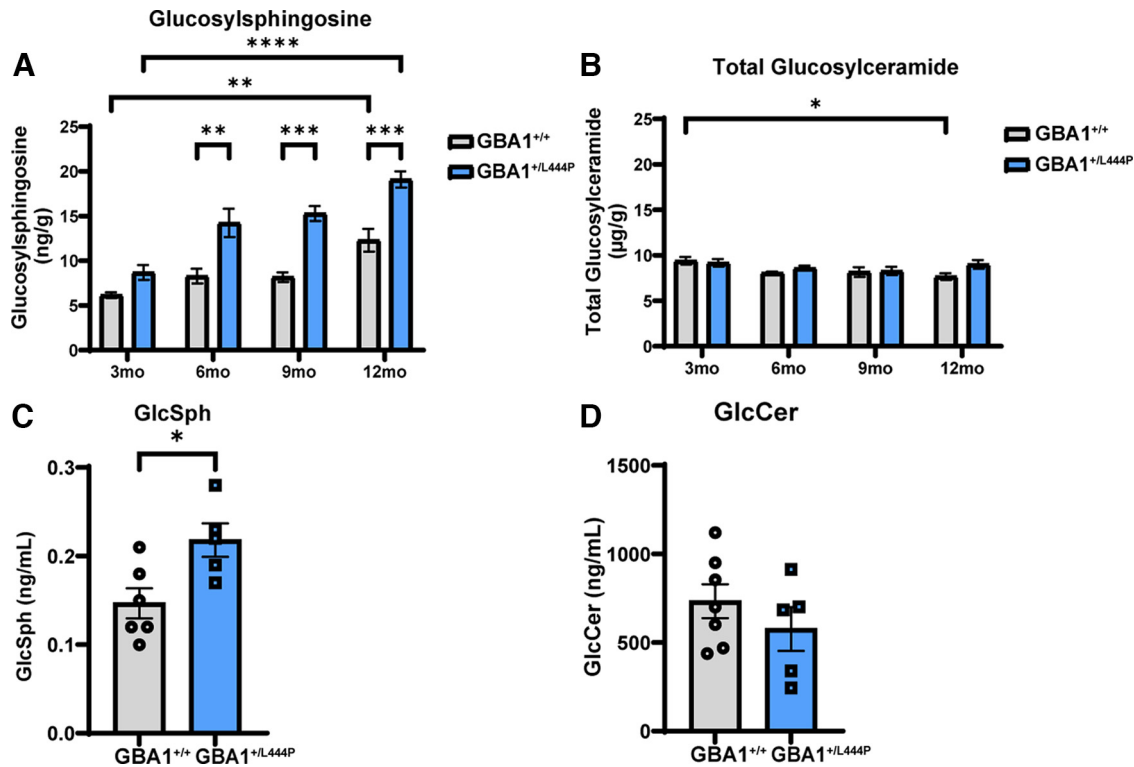 Glucosylsphingosine
A
****
**
** *** ***
25
20
15
10
5
0
Glucosylsphingosine
(ng/g)
3mo 6mo 9mo 12mo
GBA1+/+
GBA1+/L444P
B
Total Glucosylceramide
*
25
20
15
10
5
0
Total Glucosylceramide
(µg/g)
3mo 6mo 9mo 12mo
GBA1+/+
GBA1+/L444P
C
GlcSph
*
0.3
0.2
0.1
0.0
GlcSph (ng/mL)
GBA1+/+ GBA1+/L444P
D
GlcCer
1500
1000
500
0
GlcCer (ng/mL)
GBA1+/+ GBA1+/L444P